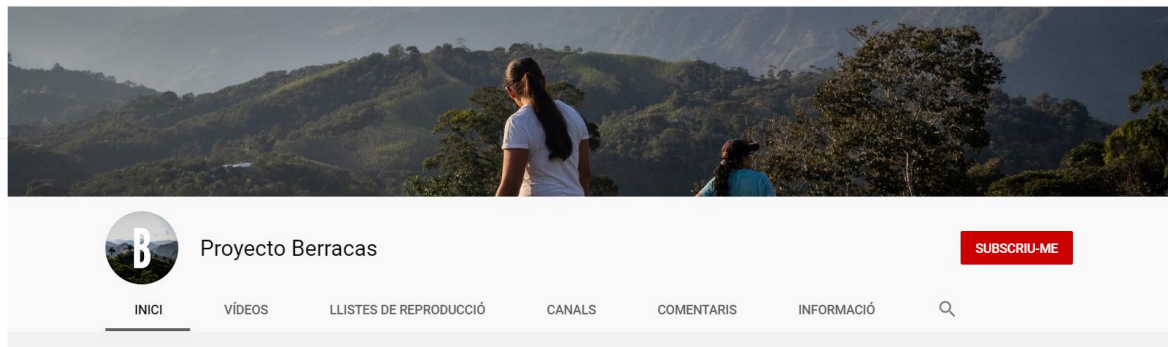 B
Proyecto Berracas
SUBSCRIU-ME
INICI VÍDEOS LLISTES DE REPRODUCCIÓ CANALS COMENTARIS INFORMACIÓ